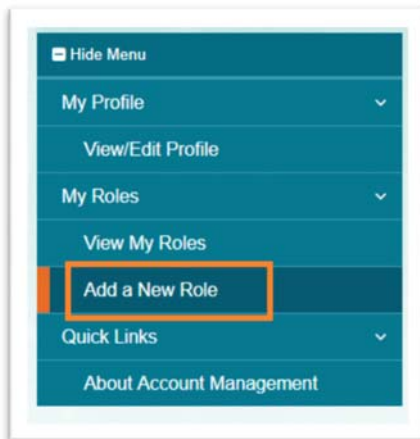 Hide Menu
My Profile
View/Edit Profile
My Roles
View My Roles
Add a New Role
Quick Links
About Account Management